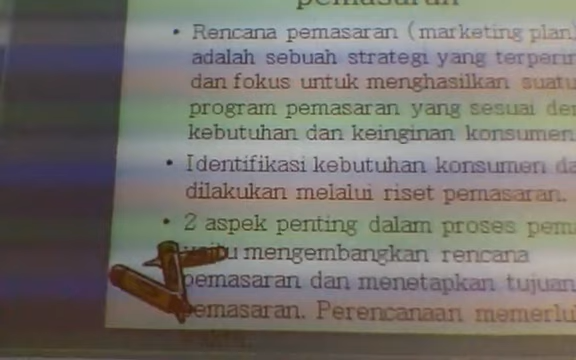 pemasaran
• Rencana pemasaran (marketing plan)
adalah sebuah strategi yang
dan fokus untuk menghasilkan suatu
program pemasaran yang sesuai
kebutuhan dan keinginan konsumen
• Identifikasi kebutuhan konsumen
dilakukan melalui riset pemasaran.
• 2 aspek penting dalam proses
yaitu mengembangkan rencana
pemasaran dan menetapkan tujuan
pemasaran. Perencanaan